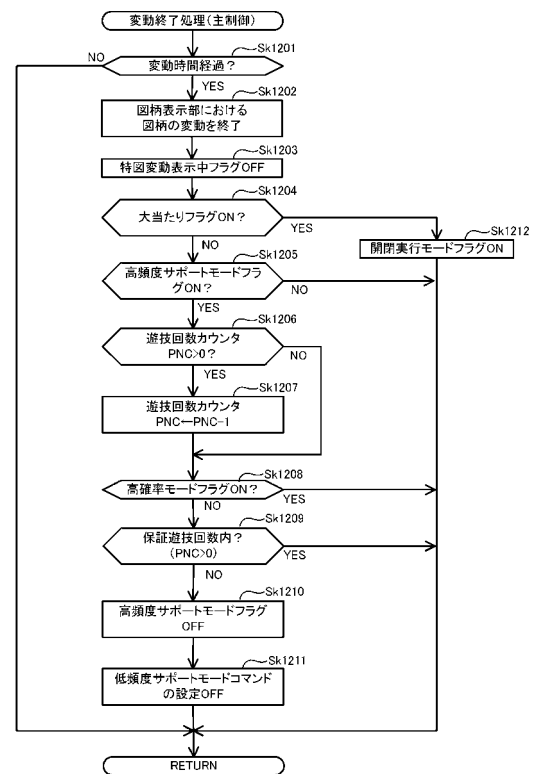 変動終了処理(主制御)
Sk1201
NO
変動時間経過？
YES
Sk1202
図柄表示部における
図柄の変動を終了
Sk1203
特図変動表示中フラグOFF
Sk1204
大当たりフラグON？
YES
Sk1212
開閉実行モードフラグON
NO
Sk1205
高頻度サポートモードフラ
グON？
NO
YES
Sk1206
遊技回数カウンタ
PNC>0？
NO
YES
Sk1207
遊技回数カウンタ
PNC←PNC-1
Sk1208
高確率モードフラグON？
YES
NO
Sk1209
保証遊技回数内？
(PNC>0)
YES
NO
Sk1210
高頻度サポートモードフラグ
OFF
Sk1211
低頻度サポートモードコマンド
の設定OFF
RETURN